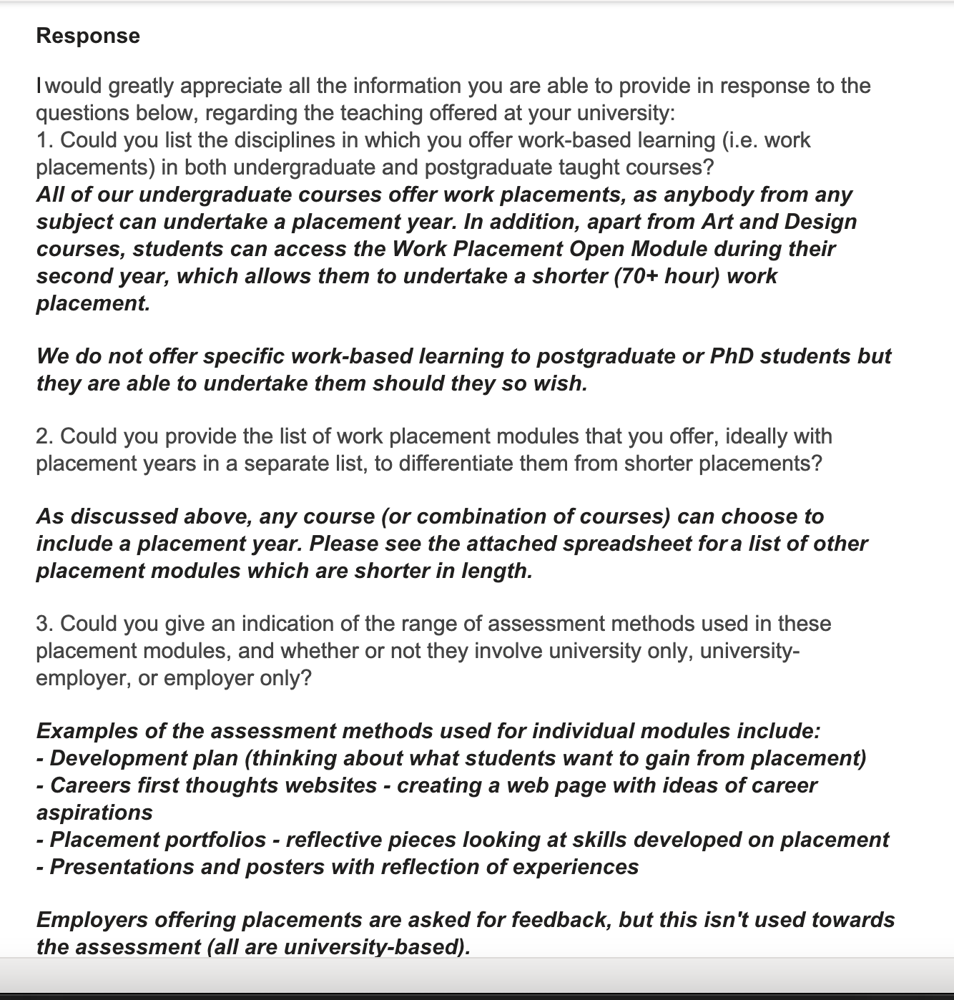 Response
I would greatly appreciate all the information you are able to provide in response to the
questions below, regarding the teaching offered at your university:
1. Could you list the disciplines in which you offer work-based learning (i.e. work
placements) in both undergraduate and postgraduate taught courses?
All of our undergraduate courses offer work placements, as anybody from any
subject can undertake a placement year. In addition, apart from Art and Design
courses, students can access the Work Placement Open Module during their
second year, which allows them to undertake a shorter (70+ hour) work
placement.
We do not offer specific work-based learning to postgraduate or PhD students but
they are able to undertake them should they so wish.
2. Could you provide the list of work placement modules that you offer, ideally with
placement years in a separate list, to differentiate them from shorter placements?
As discussed above, any course (or combination of courses) can choose to
include a placement year. Please see the attached spreadsheet for a list of other
placement modules which are shorter in length.
3. Could you give an indication of the range of assessment methods used in these
placement modules, and whether or not they involve university only, university-
employer, or employer only?
Examples of the assessment methods used for individual modules include:
- Development plan (thinking about what students want to gain from placement)
- Careers first thoughts websites - creating a web page with ideas of career
aspirations
- Placement portfolios - reflective pieces looking at skills developed on placement
- Presentations and posters with reflection of experiences
Employers offering placements are asked for feedback, but this isn't used towards
the assessment (all are university-based).